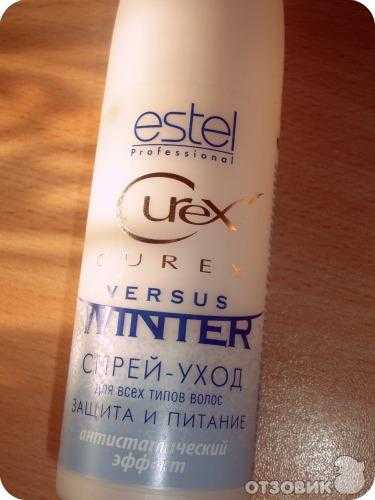 estel
Professional
Curex
CUREX
VERSUS
WINTER
СПРЕЙ-УХОД
для всех типов волос
ЗАЩИТА И ПИТАНИЕ
антистатический
эффект
ОТЗОВИК